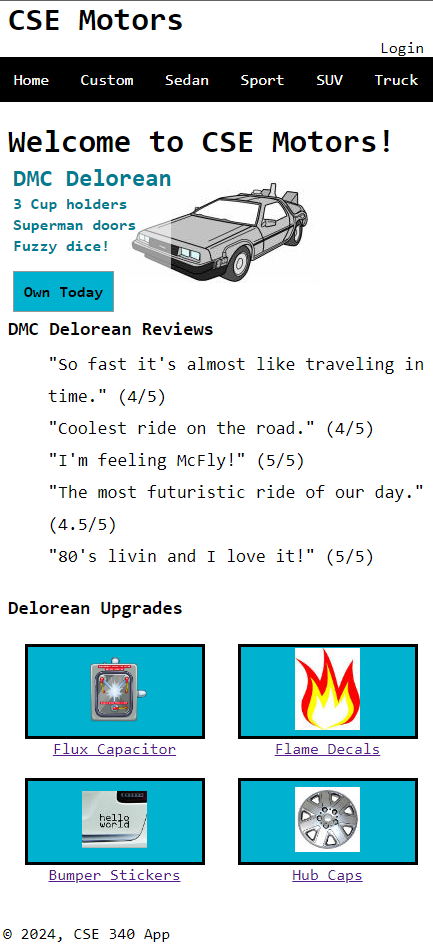 CSE Motors
Login
Home Custom Sedan Sport SUV Truck
Welcome to CSE Motors!
DMC Delorean
3 Cup holders
Superman doors
Fuzzy dice!
Own Today
DMC Delorean Reviews
"So fast it's almost like traveling in
time." (4/5)
"Coolest ride on the road." (4/5)
"I'm feeling McFly!" (5/5)
"The most futuristic ride of our day."
(4.5/5)
"80's livin and I love it!" (5/5)
Delorean Upgrades
Flux Capacitor
Flame Decals
hello
world
Bumper Stickers
Hub Caps
© 2024, CSE 340 App